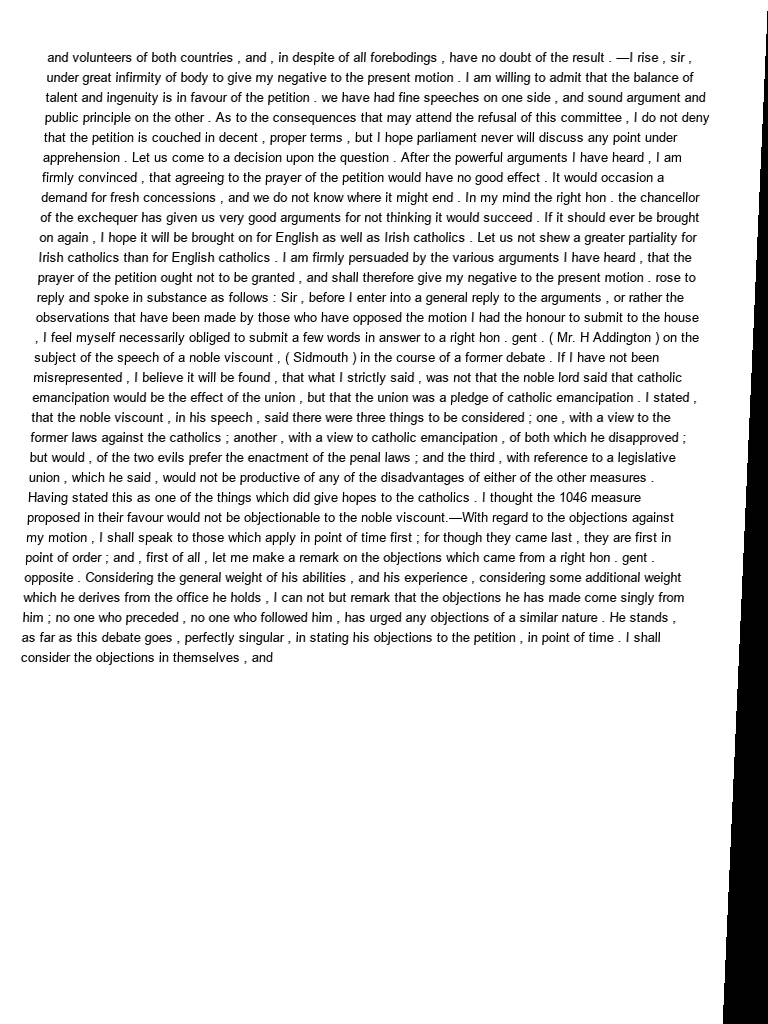 and volunteers of both countries , and , in despite of all forebodings , have no doubt of the result . —I rise , sir ,
under great infirmity of body to give my negative to the present motion . I am willing to admit that the balance of
talent and ingenuity is in favour of the petition . we have had fine speeches on one side , and sound argument and
public principle on the other . As to the consequences that may attend the refusal of this committee , I do not deny
that the petition is couched in decent , proper terms , but I hope parliament never will discuss any point under
apprehension . Let us come to a decision upon the question . After the powerful arguments I have heard , I am
firmly convinced , that agreeing to the prayer of the petition would have no good effect . It would occasion a
demand for fresh concessions , and we do not know where it might end . In my mind the right hon . the chancellor
of the exchequer has given us very good arguments for not thinking it would succeed . If it should ever be brought
on again , I hope it will be brought on for English as well as Irish catholics . Let us not shew a greater partiality for
Irish catholics than for English catholics . I am firmly persuaded by the various arguments I have heard , that the
prayer of the petition ought not to be granted , and shall therefore give my negative to the present motion . rose to
reply and spoke in substance as follows : Sir , before I enter into a general reply to the arguments , or rather the
observations that have been made by those who have opposed the motion I had the honour to submit to the house
, I feel myself necessarily obliged to submit a few words in answer to a right hon . gent . ( Mr. H Addington ) on the
subject of the speech of a noble viscount , ( Sidmouth ) in the course of a former debate . If I have not been
misrepresented , I believe it will be found , that what I strictly said , was not that the noble lord said that catholic
emancipation would be the effect of the union , but that the union was a pledge of catholic emancipation . I stated ,
that the noble viscount , in his speech , said there were three things to be considered ; one , with a view to the
former laws against the catholics ; another , with a view to catholic emancipation , of both which he disapproved ;
but would , of the two evils prefer the enactment of the penal laws ; and the third , with reference to a legislative
union , which he said , would not be productive of any of the disadvantages of either of the other measures .
Having stated this as one of the things which did give hopes to the catholics . I thought the 1046 measure
proposed in their favour would not be objectionable to the noble viscount.—With regard to the objections against
my motion , I shall speak to those which apply in point of time first ; for though they came last , they are first in
point of order ; and , first of all , let me make a remark on the objections which came from a right hon . gent .
opposite . Considering the general weight of his abilities , and his experience , considering some additional weight
which he derives from the office he holds , I can not but remark that the objections he has made come singly from
him ; no one who preceded , no one who followed him , has urged any objections of a similar nature . He stands ,
as far as this debate goes , perfectly singular , in stating his objections to the petition , in point of time . I shall
consider the objections in themselves , and